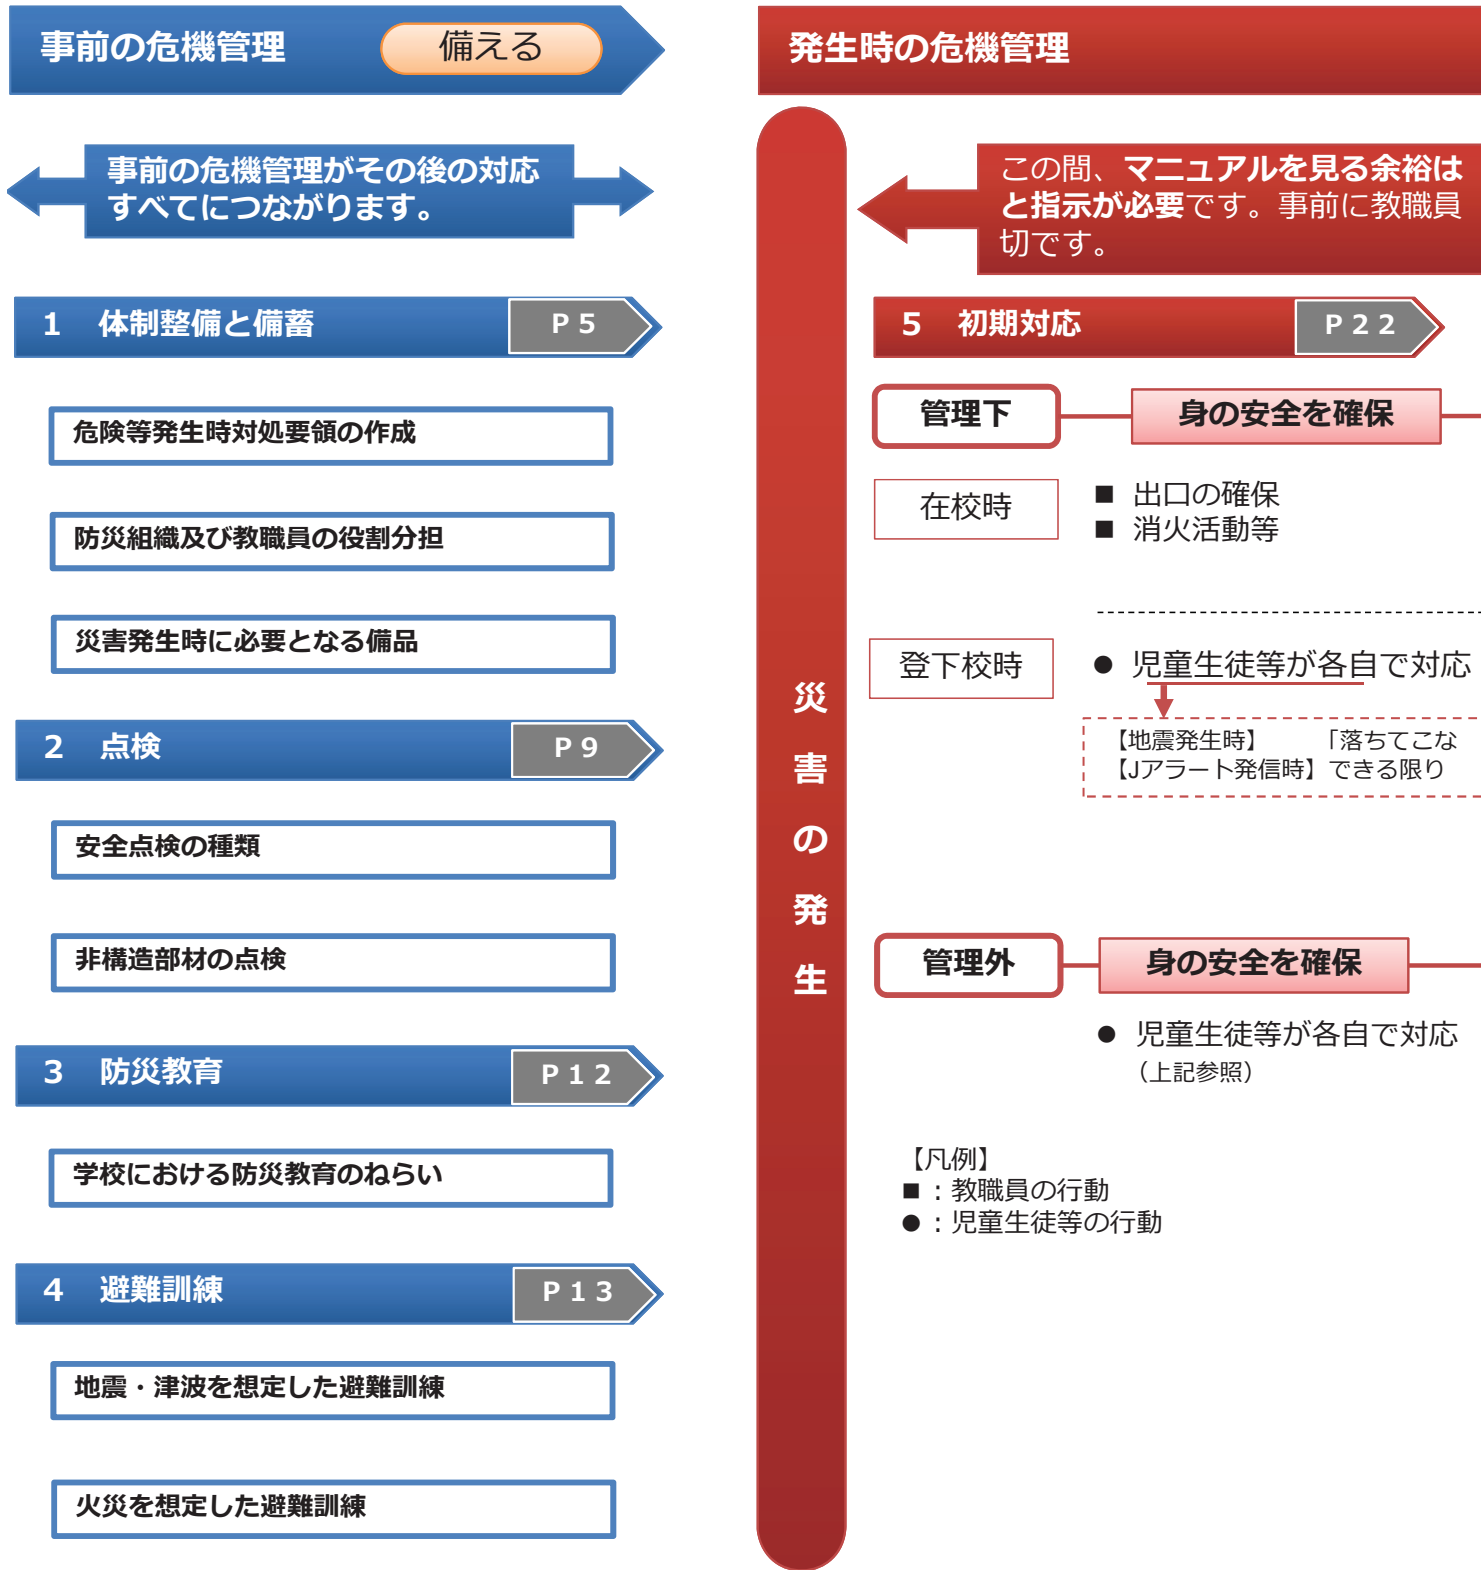 事前の危機管理
備える
事前の危機管理がその後の対応
すべてにつながります。
1 体制整備と備蓄
P 5
危険等発生時対処要領の作成
防災組織及び教職員の役割分担
災害発生時に必要となる備品
2 点検
P 9
安全点検の種類
非構造部材の点検
3 防災教育
P 1 2
学校における防災教育のねらい
4 避難訓練
P 1 3
地震・津波を想定した避難訓練
火災を想定した避難訓練
災害の発生
発生時の危機管理
この間、マニュアルを見る余裕は
と指示が必要です。事前に教職員
切です。
5 初期対応
P 2 2
管理下
身の安全を確保
在校時
■ 出口の確保
■ 消火活動等
登下校時
● 児童生徒等が各自で対応
【地震発生時】 「落ちてこな
【Jアラート発信時】できる限り
管理外
身の安全を確保
● 児童生徒等が各自で対応
（上記参照）
【凡例】
■：教職員の行動
●：児童生徒等の行動